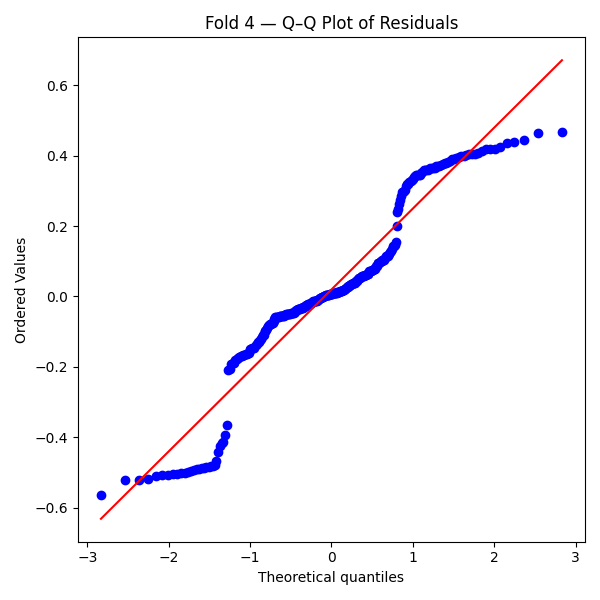 Fold 4 — Q–Q Plot of Residuals
Ordered Values
0.6
0.4
0.2
0.0
−0.2
−0.4
−0.6
−3 −2 −1 0 1 2 3
Theoretical quantiles